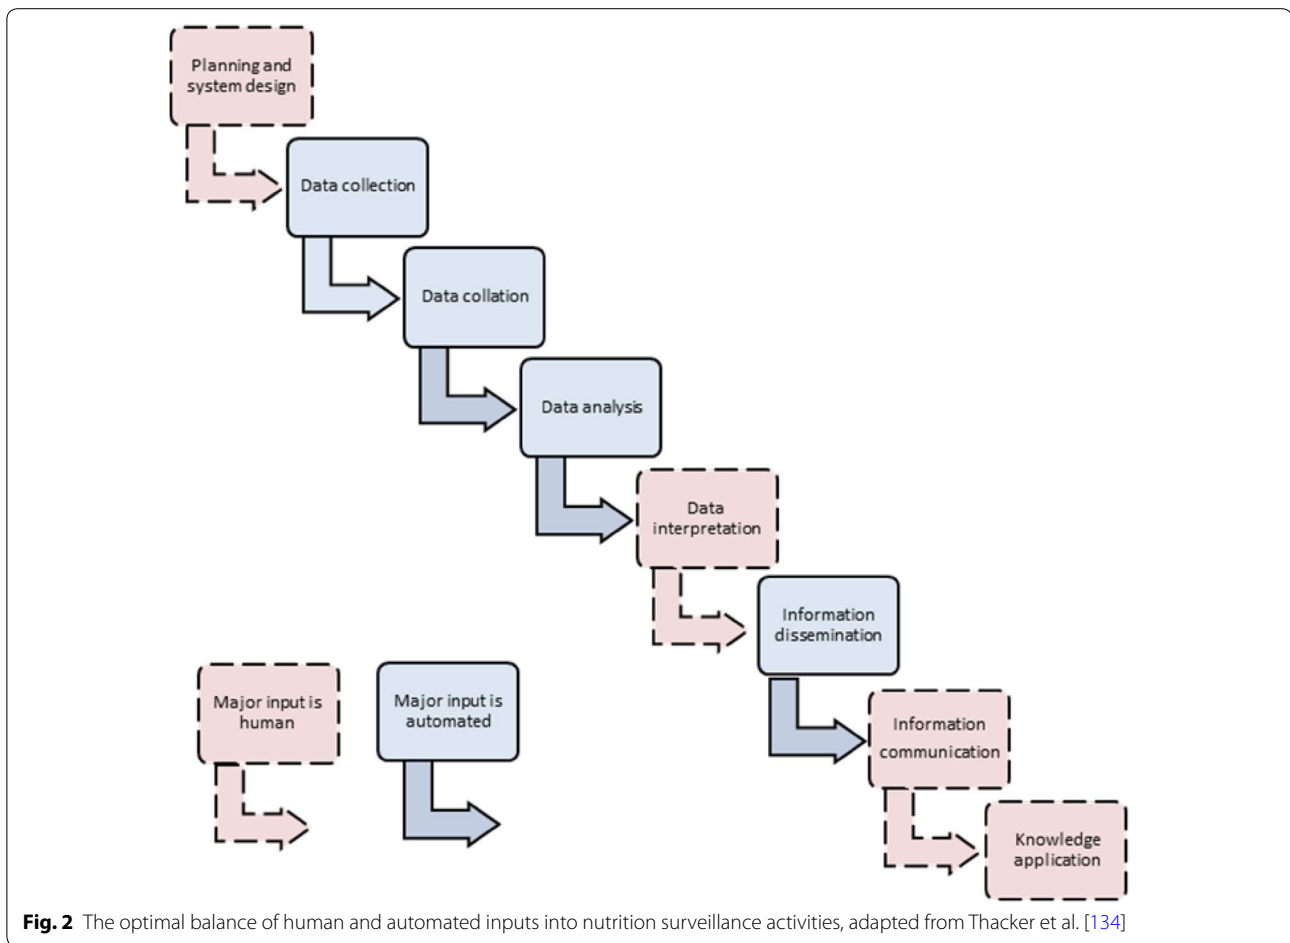 Planning and
system design
Data collection
Data collation
Data analysis
Data
interpretation
Information
dissemination
Major input is
human
Major input is
automated
Information
communication
Knowledge
application
Fig. 2 The optimal balance of human and automated inputs into nutrition surveillance activities, adapted from Thacker et al. [134]